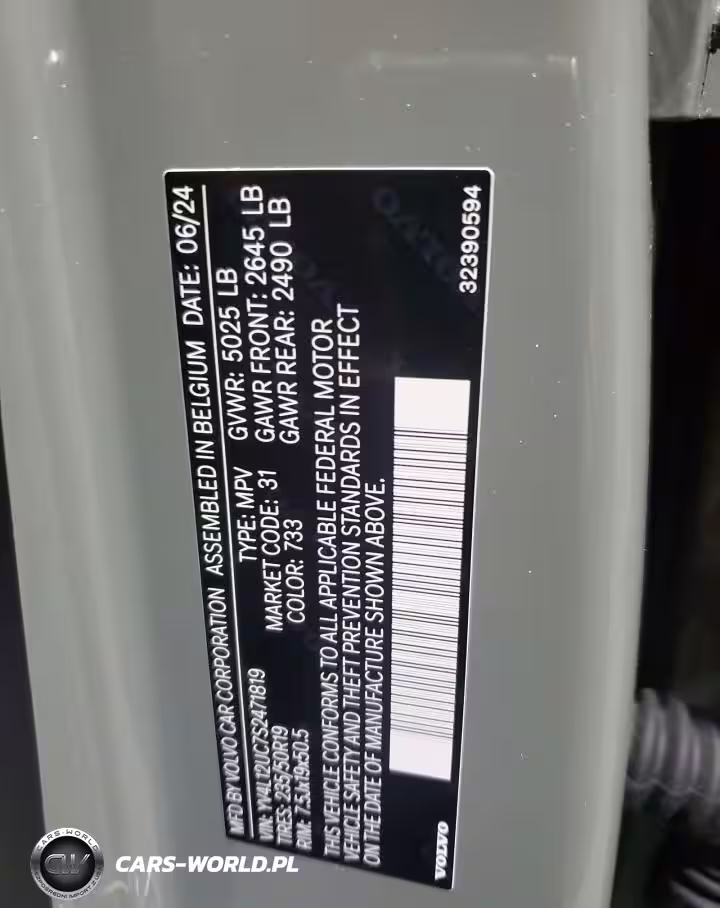 MFD BY VOLVO CAR CORPORATION ASSEMBLED IN BELGIUM DATE: 06/24
VIN: YV4L12UC7S2471819 TYPE: MPV GVWR: 5025 LB
TIRES: 235/50R19 MARKET CODE: 31 GAWR FRONT: 2645 LB
RIM: 7.5Jx19x50.5 COLOR: 733 GAWR REAR: 2490 LB
THIS VEHICLE CONFORMS TO ALL APPLICABLE FEDERAL MOTOR
VEHICLE SAFETY AND THEFT PREVENTION STANDARDS IN EFFECT
ON THE DATE OF MANUFACTURE SHOWN ABOVE.
VOLVO 32390594
CARS-WORLD
CW
CARS-WORLD.PL